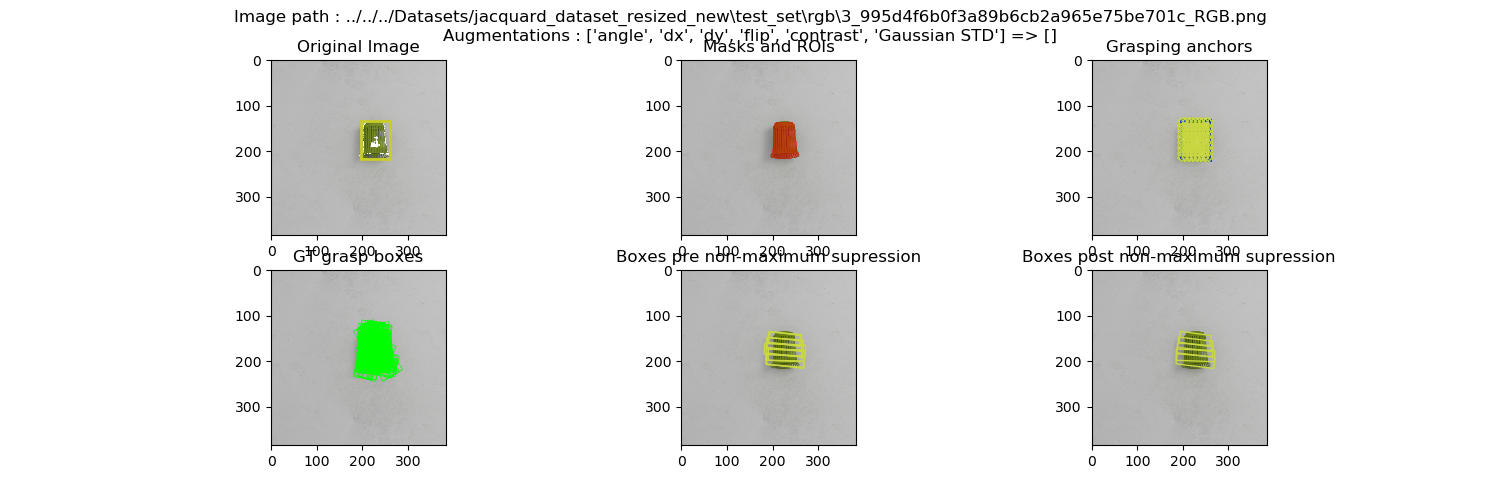 Image path : ../../../Datasets/jacquard_dataset_resized_new\test_set\rgb\3_995d4f6b0f3a89b6cb2a965e75be701c_RGB.png
Augmentations : ['angle', 'dx', 'dy', 'flip', 'contrast', 'Gaussian STD'] => []
Original Image
Masks and ROIs
Grasping anchors
0
100
200
300
0 100 200 300
0
100
200
300
0 100 200 300
0
100
200
300
0 100 200 300
GT grasp boxes
Boxes pre non-maximum supression
Boxes post non-maximum supression
0
100
200
300
0 100 200 300
0
100
200
300
0 100 200 300
0
100
200
300
0 100 200 300